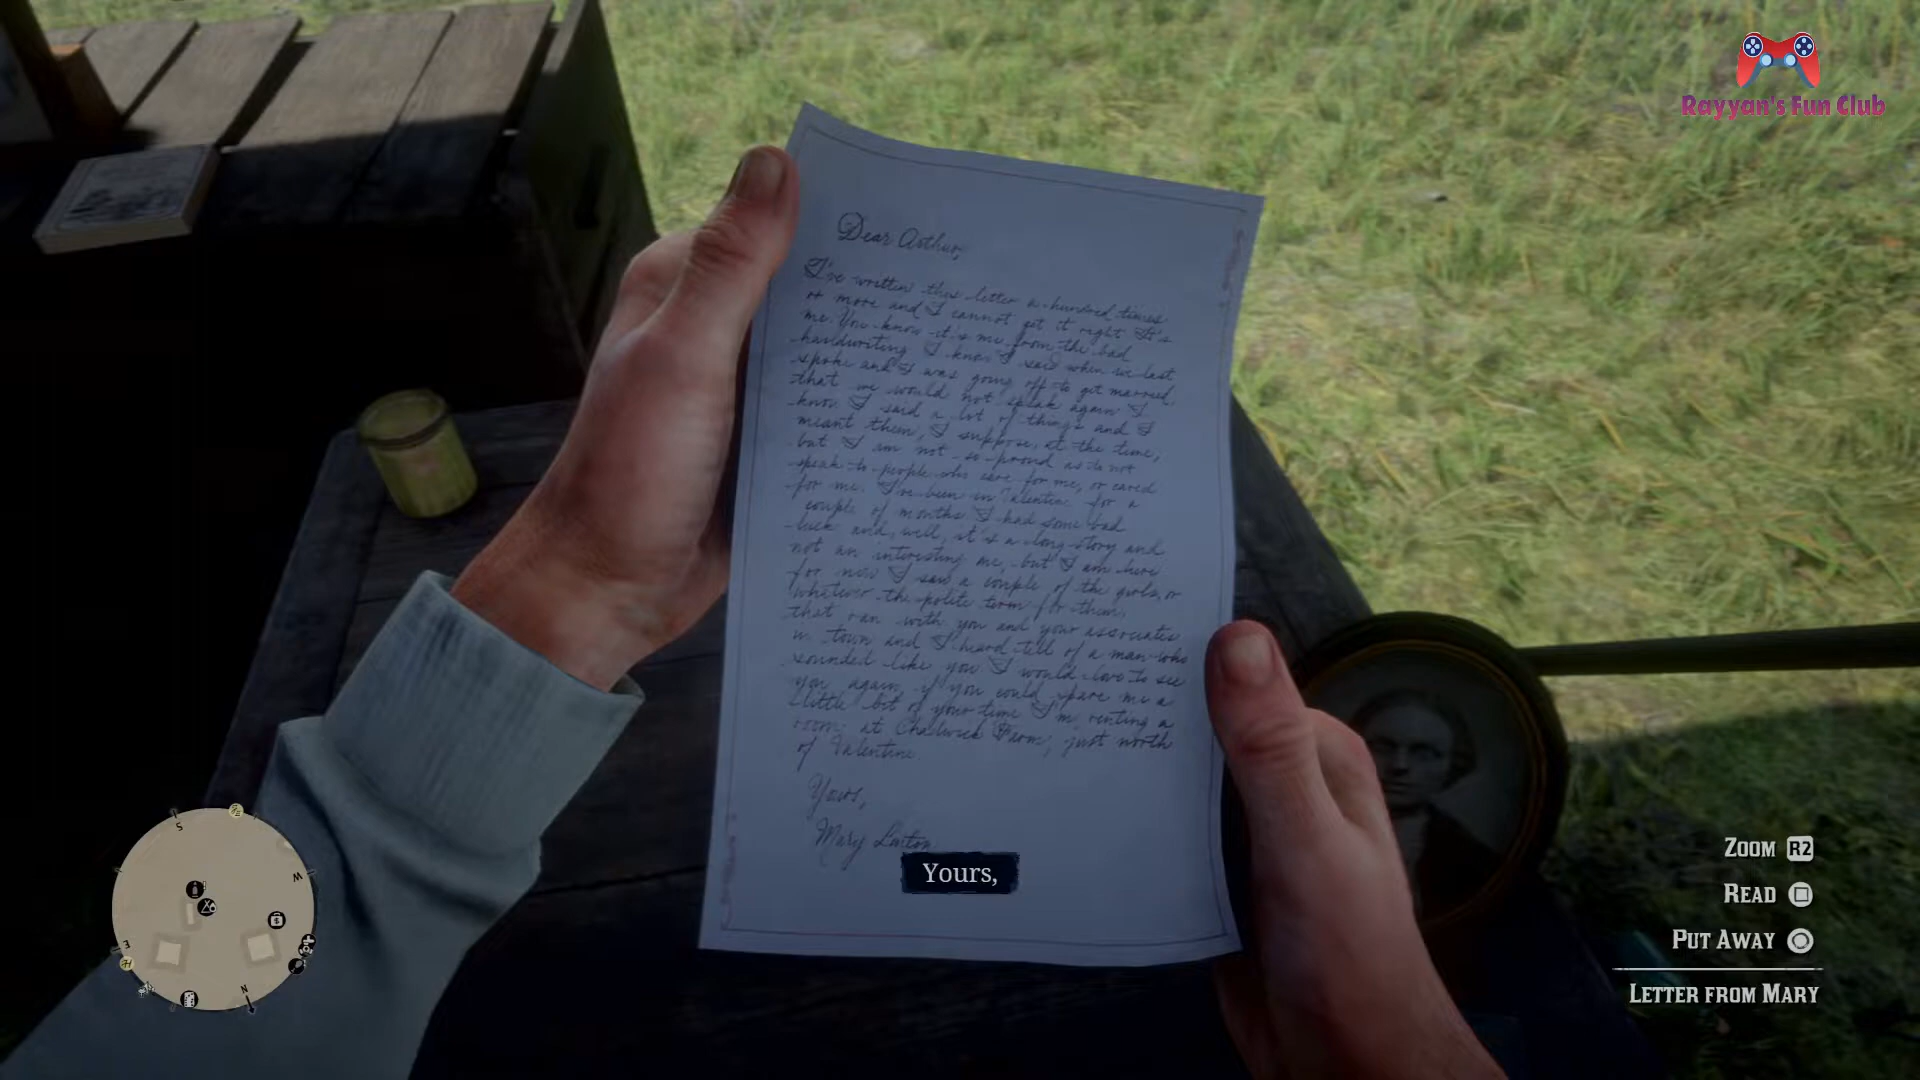 Rayyan's Fun Club
Dear Arthur,
I've written this letter a hundred times
or more and I cannot get it right It's
me. You know it's me from the bad
handwriting. I know I said when we last
spoke and I was going off to get married,
that we would not speak again. I
know I said a lot of things and I
meant them, I suppose, at the time,
but I am not so proud as to not
speak to people who care for me, or cared
for me. I've been in Valentine for a
couple of months. I had some bad
luck and, well, it's a long story and
not an interesting one, but I am here
for now I saw a couple of the girls, or
whatever the polite term for them,
that ran with you and your associates
in town and I heard tell of a man who
sounded like you I would love to see
you again, if you could spare me a
little bit of your time I'm renting a
room at Chadwick Farm, just north
of Valentine
Yours,
Mary Linton
Yours,
S
W
E
N
ZOOM R2
READ
PUT AWAY
LETTER FROM MARY